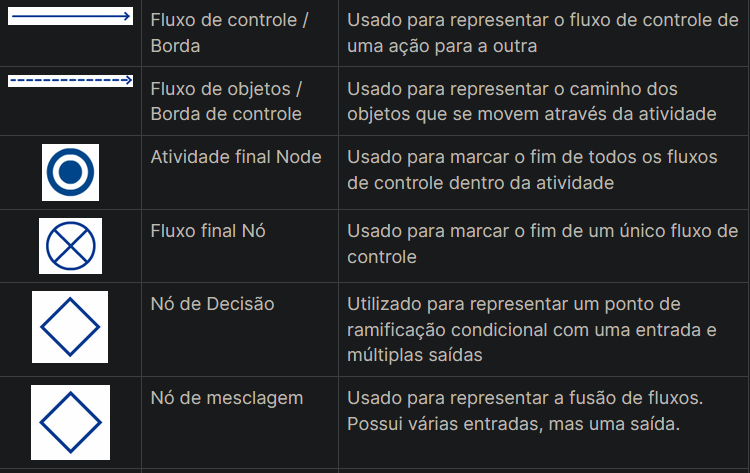 Fluxo de controle /
Borda
Usado para representar o fluxo de controle de
uma ação para a outra
Fluxo de objetos /
Borda de controle
Usado para representar o caminho dos
objetos que se movem através da atividade
Atividade final Node
Usado para marcar o fim de todos os fluxos
de controle dentro da atividade
Fluxo final Nó
Usado para marcar o fim de um único fluxo de
controle
Nó de Decisão
Utilizado para representar um ponto de
ramificação condicional com uma entrada e
múltiplas saídas
Nó de mesclagem
Usado para representar a fusão de fluxos.
Possui várias entradas, mas uma saída.